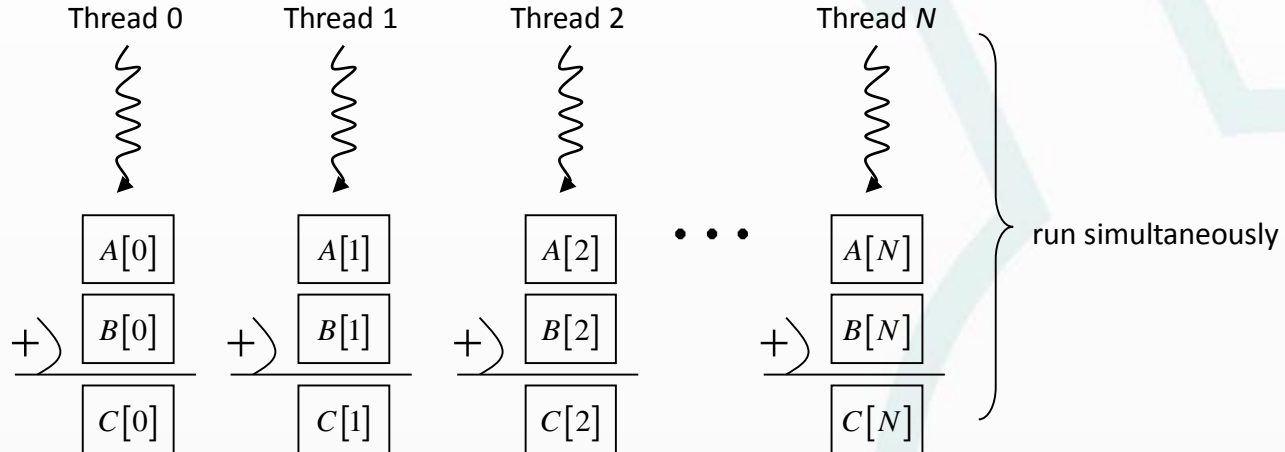 Thread 0 Thread 1 Thread 2 Thread N
A[0] A[1] A[2] • • • A[N] run simultaneously
+ B[0] + B[1] + B[2] + B[N]
C[0] C[1] C[2] C[N]